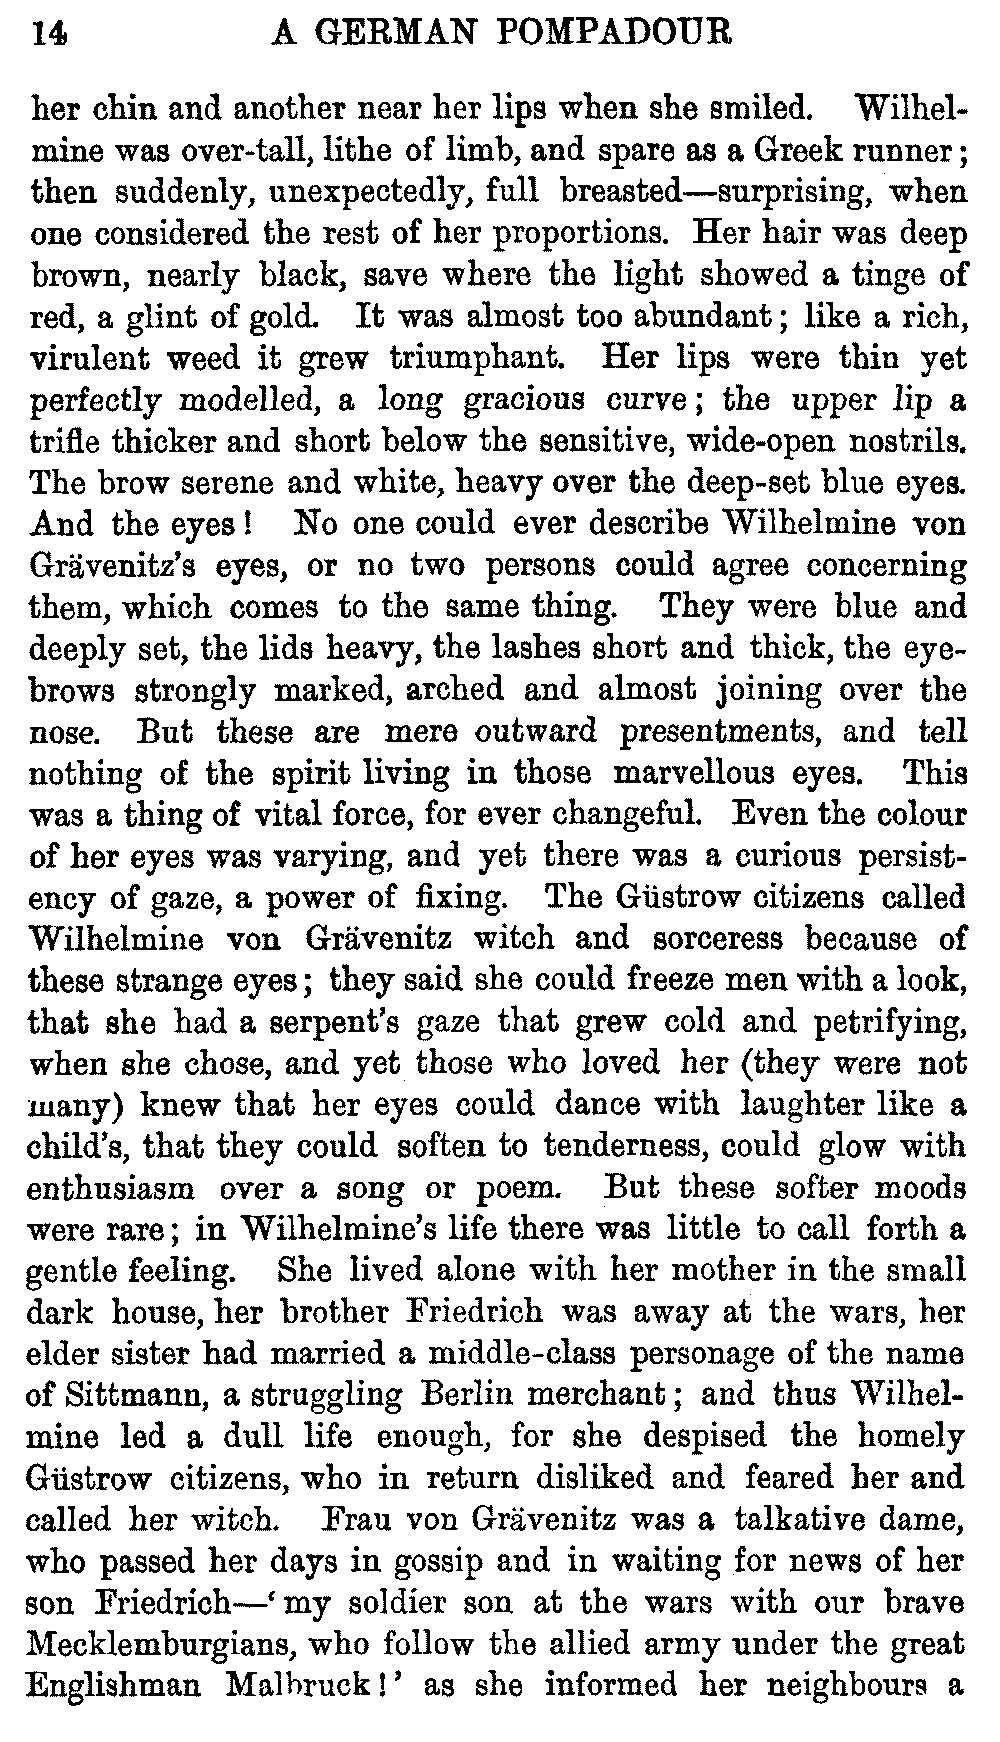 14 A GERMAN POMPADOUR
her chin and another near her lips when she smiled. Wilhel-
mine was over-tall, lithe of limb, and spare as a Greek runner;
then suddenly, unexpectedly, full breasted—surprising, when
one considered the rest of her proportions. Her hair was deep
brown, nearly black, save where the light showed a tinge of
red, a glint of gold. It was almost too abundant; like a rich,
virulent weed it grew triumphant. Her lips were thin yet
perfectly modelled, a long gracious curve; the upper lip a
trifle thicker and short below the sensitive, wide-open nostrils.
The brow serene and white, heavy over the deep-set blue eyes.
And the eyes! No one could ever describe Wilhelmine von
Grävenitz's eyes, or no two persons could agree concerning
them, which comes to the same thing. They were blue and
deeply set, the lids heavy, the lashes short and thick, the eye-
brows strongly marked, arched and almost joining over the
nose. But these are mere outward presentments, and tell
nothing of the spirit living in those marvellous eyes. This
was a thing of vital force, for ever changeful. Even the colour
of her eyes was varying, and yet there was a curious persist-
ency of gaze, a power of fixing. The Güstrow citizens called
Wilhelmine von Grävenitz witch and sorceress because of
these strange eyes; they said she could freeze men with a look,
that she had a serpent's gaze that grew cold and petrifying,
when she chose, and yet those who loved her (they were not
many) knew that her eyes could dance with laughter like a
child's, that they could soften to tenderness, could glow with
enthusiasm over a song or poem. But these softer moods
were rare; in Wilhelmine's life there was little to call forth a
gentle feeling. She lived alone with her mother in the small
dark house, her brother Friedrich was away at the wars, her
elder sister had married a middle-class personage of the name
of Sittmann, a struggling Berlin merchant; and thus Wilhel-
mine led a dull life enough, for she despised the homely
Güstrow citizens, who in return disliked and feared her and
called her witch. Frau von Grävenitz was a talkative dame,
who passed her days in gossip and in waiting for news of her
son Friedrich—'my soldier son at the wars with our brave
Mecklemburgians, who follow the allied army under the great
Englishman Malbruck!' as she informed her neighbours a